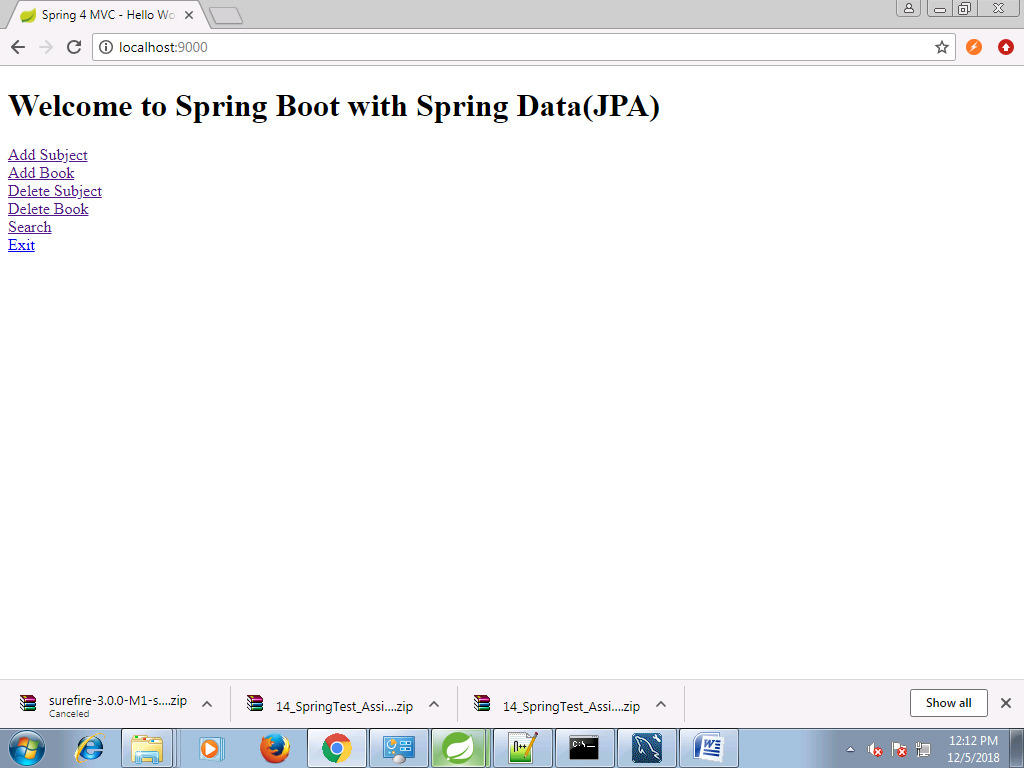 Spring 4 MVC - Hello Wo
localhost:9000
Welcome to Spring Boot with Spring Data(JPA)
Add Subject
Add Book
Delete Subject
Delete Book
Search
Exit
surefire-3.0.0-M1-s....zip
Canceled
14_SpringTest_Assi....zip
14_SpringTest_Assi....zip
Show all
12:12 PM
12/5/2018